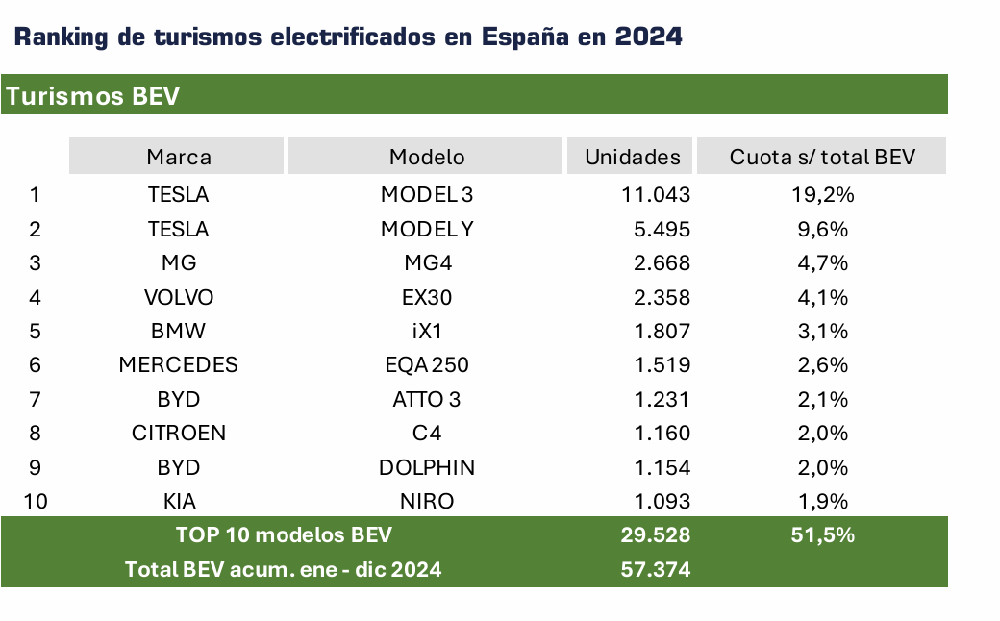 Ranking de turismos electrificados en España en 2024
Turismos BEV
Marca Modelo Unidades Cuota s/ total BEV
1 TESLA MODEL 3 11.043 19,2%
2 TESLA MODEL Y 5.495 9,6%
3 MG MG4 2.668 4,7%
4 VOLVO EX30 2.358 4,1%
5 BMW iX1 1.807 3,1%
6 MERCEDES EQA 250 1.519 2,6%
7 BYD ATTO 3 1.231 2,1%
8 CITROEN C4 1.160 2,0%
9 BYD DOLPHIN 1.154 2,0%
10 KIA NIRO 1.093 1,9%
TOP 10 modelos BEV 29.528 51,5%
Total BEV acum. ene - dic 2024 57.374